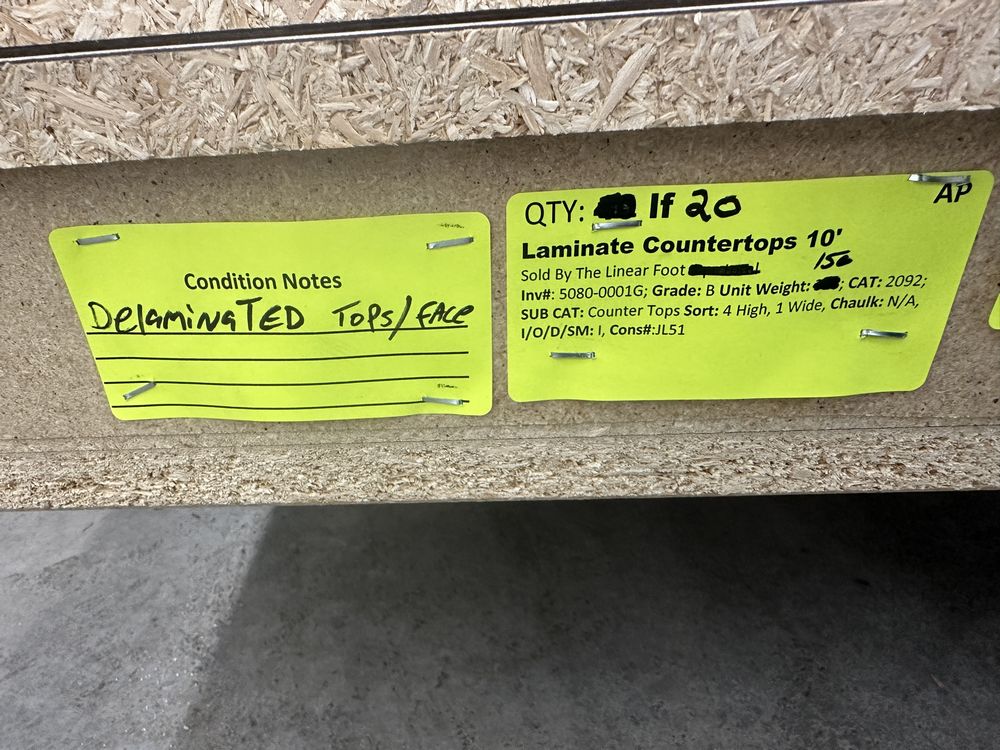 Condition Notes
DelaminaTED Tops/FACE
AP
QTY: lf 20
Laminate Countertops 10'
Sold By The Linear Foot
150
Inv#: 5080-0001G; Grade: B Unit Weight: ; CAT: 2092;
SUB CAT: Counter Tops Sort: 4 High, 1 Wide, Chaulk: N/A,
I/O/D/SM: I, Cons#:JL51